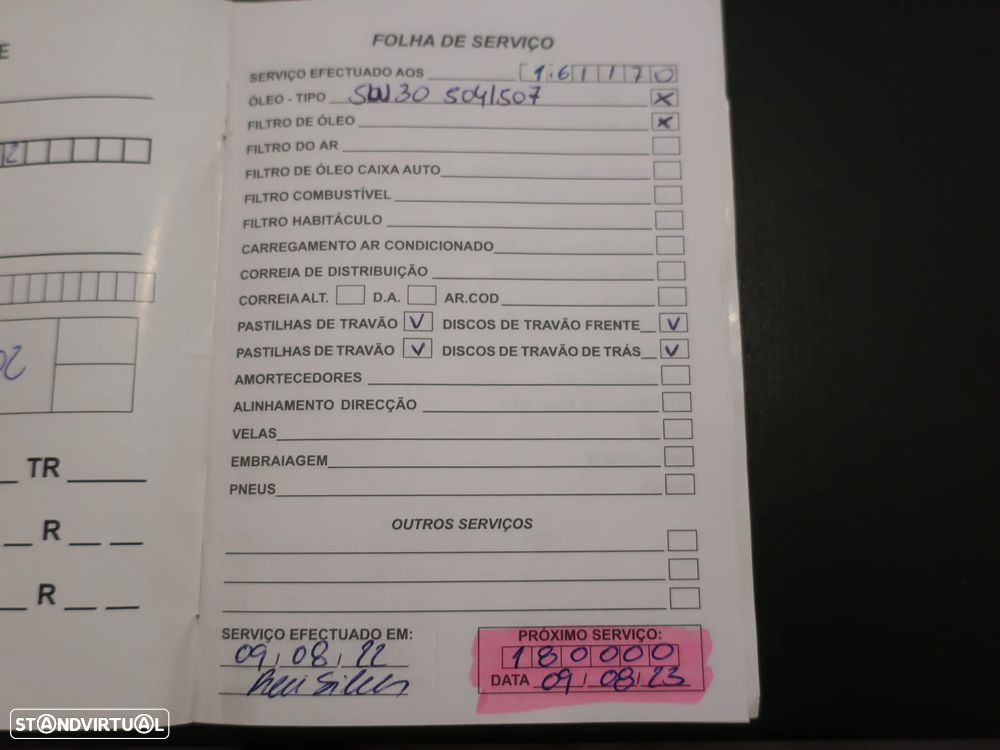 FOLHA DE SERVIÇO
SERVIÇO EFECTUADO AOS 161170
ÓLEO - TIPO 5W30 504/507 X
FILTRO DE ÓLEO X
FILTRO DO AR
FILTRO DE ÓLEO CAIXA AUTO
FILTRO COMBUSTÍVEL
FILTRO HABITÁCULO
CARREGAMENTO AR CONDICIONADO
CORREIA DE DISTRIBUIÇÃO
CORREIA ALT. D.A. AR.COD
PASTILHAS DE TRAVÃO V DISCOS DE TRAVÃO FRENTE V
PASTILHAS DE TRAVÃO V DISCOS DE TRAVÃO DE TRÁS V
AMORTECEDORES
ALINHAMENTO DIRECÇÃO
VELAS
EMBRAIAGEM
PNEUS
OUTROS SERVIÇOS
SERVIÇO EFECTUADO EM:
09/08/22
PRÓXIMO SERVIÇO:
180000
DATA 09/08/23
TR
R
R
STANDVIRTUAL